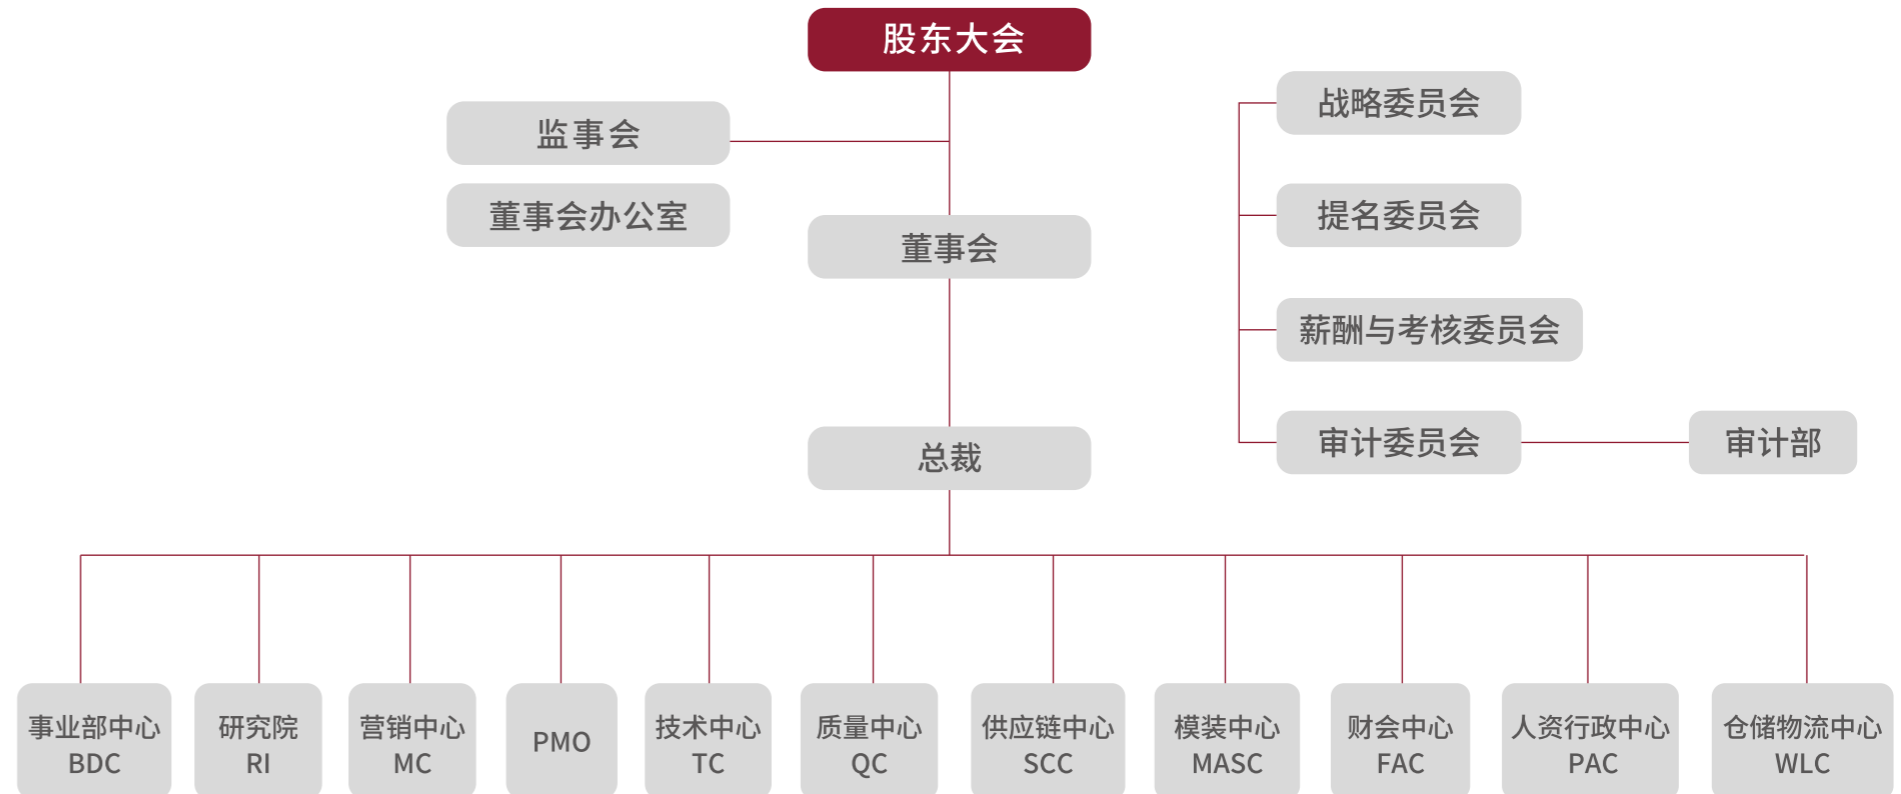 股东大会
监事会
董事会办公室
董事会
战略委员会
提名委员会
薪酬与考核委员会
审计委员会
审计部
总裁
事业部中心
BDC
研究院
RI
营销中心
MC
PMO
技术中心
TC
质量中心
QC
供应链中心
SCC
模装中心
MASC
财会中心
FAC
人资行政中心
PAC
仓储物流中心
WLC